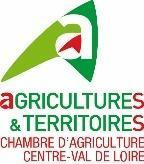 a
agricultures
& territoires
chambre d'agriculture
centre-val de loire